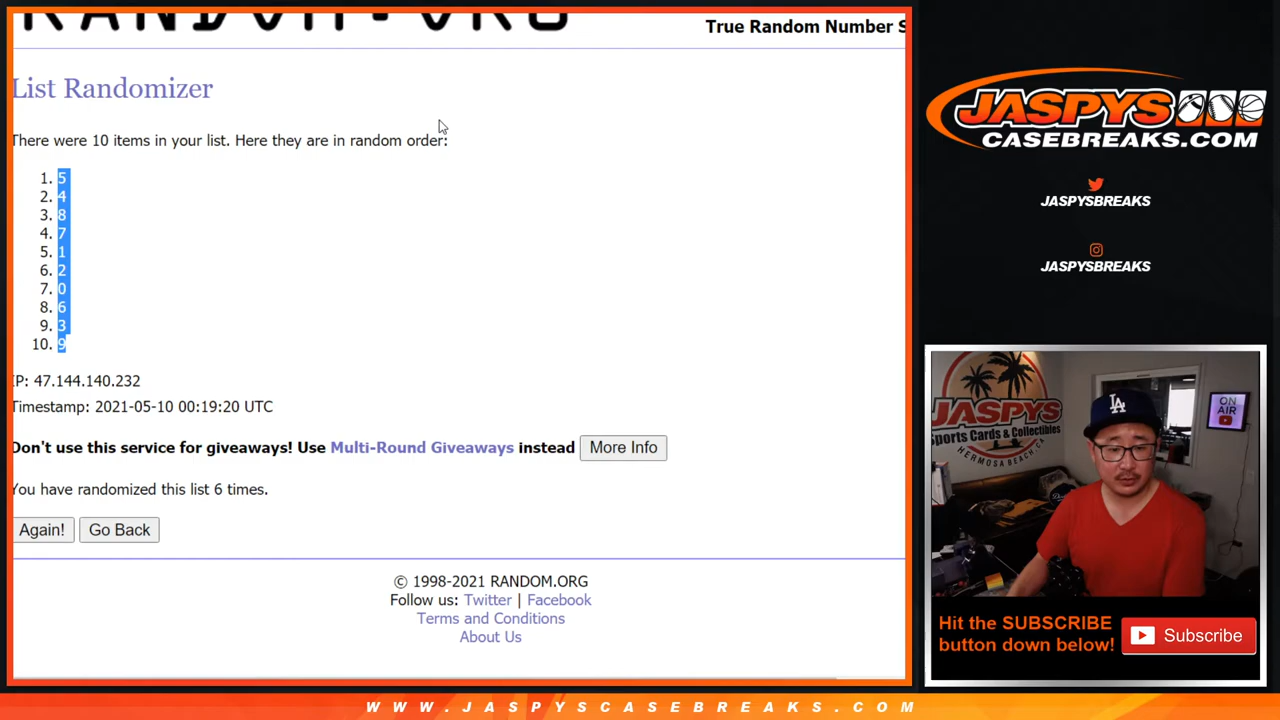 RANDOM.ORG
True Random Number S
List Randomizer
There were 10 items in your list. Here they are in random order:
1. 5
2. 4
3. 8
4. 7
5. 1
6. 2
7. 0
8. 6
9. 3
10. 9
IP: 47.144.140.232
Timestamp: 2021-05-10 00:19:20 UTC
Don't use this service for giveaways! Use Multi-Round Giveaways instead More Info
You have randomized this list 6 times.
Again! Go Back
© 1998-2021 RANDOM.ORG
Follow us: Twitter | Facebook
Terms and Conditions
About Us
JASPYS
CASEBREAKS.COM
JASPYSBREAKS
JASPYSBREAKS
JASPYS
Sports Cards & Collectibles
HERMOSA BEACH, CA
LA
ON AIR
Hit the SUBSCRIBE
button down below!
Subscribe
WWW.JASPYSCASEBREAKS.COM